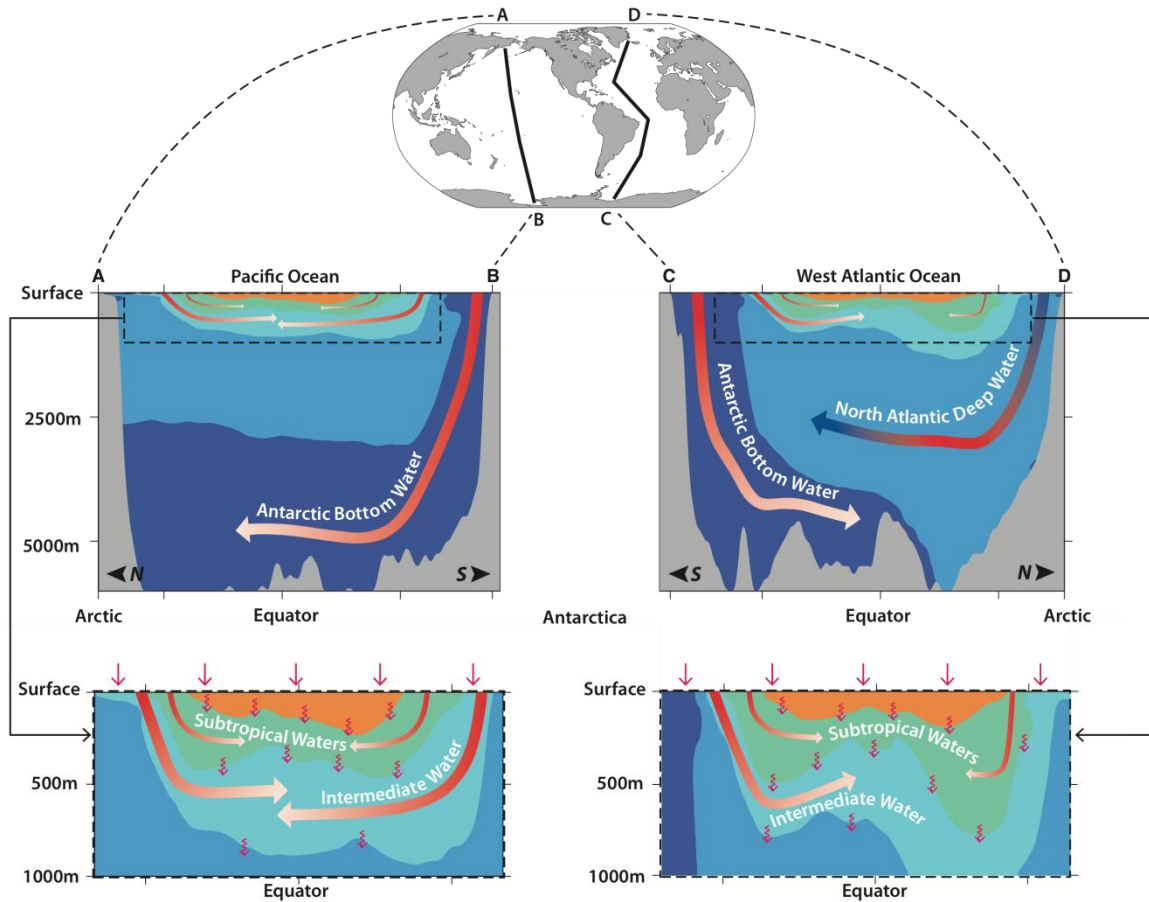 A
D
B
C
A
Pacific Ocean
B
C
West Atlantic Ocean
D
Surface
2500m
5000m
Antarctic Bottom Water
N
S
Antarctic Bottom Water
North Atlantic Deep Water
S
N
Arctic
Equator
Antarctica
Equator
Arctic
Surface
500m
1000m
Subtropical Waters
Intermediate Water
Equator
Surface
500m
1000m
Subtropical Waters
Intermediate Water
Equator